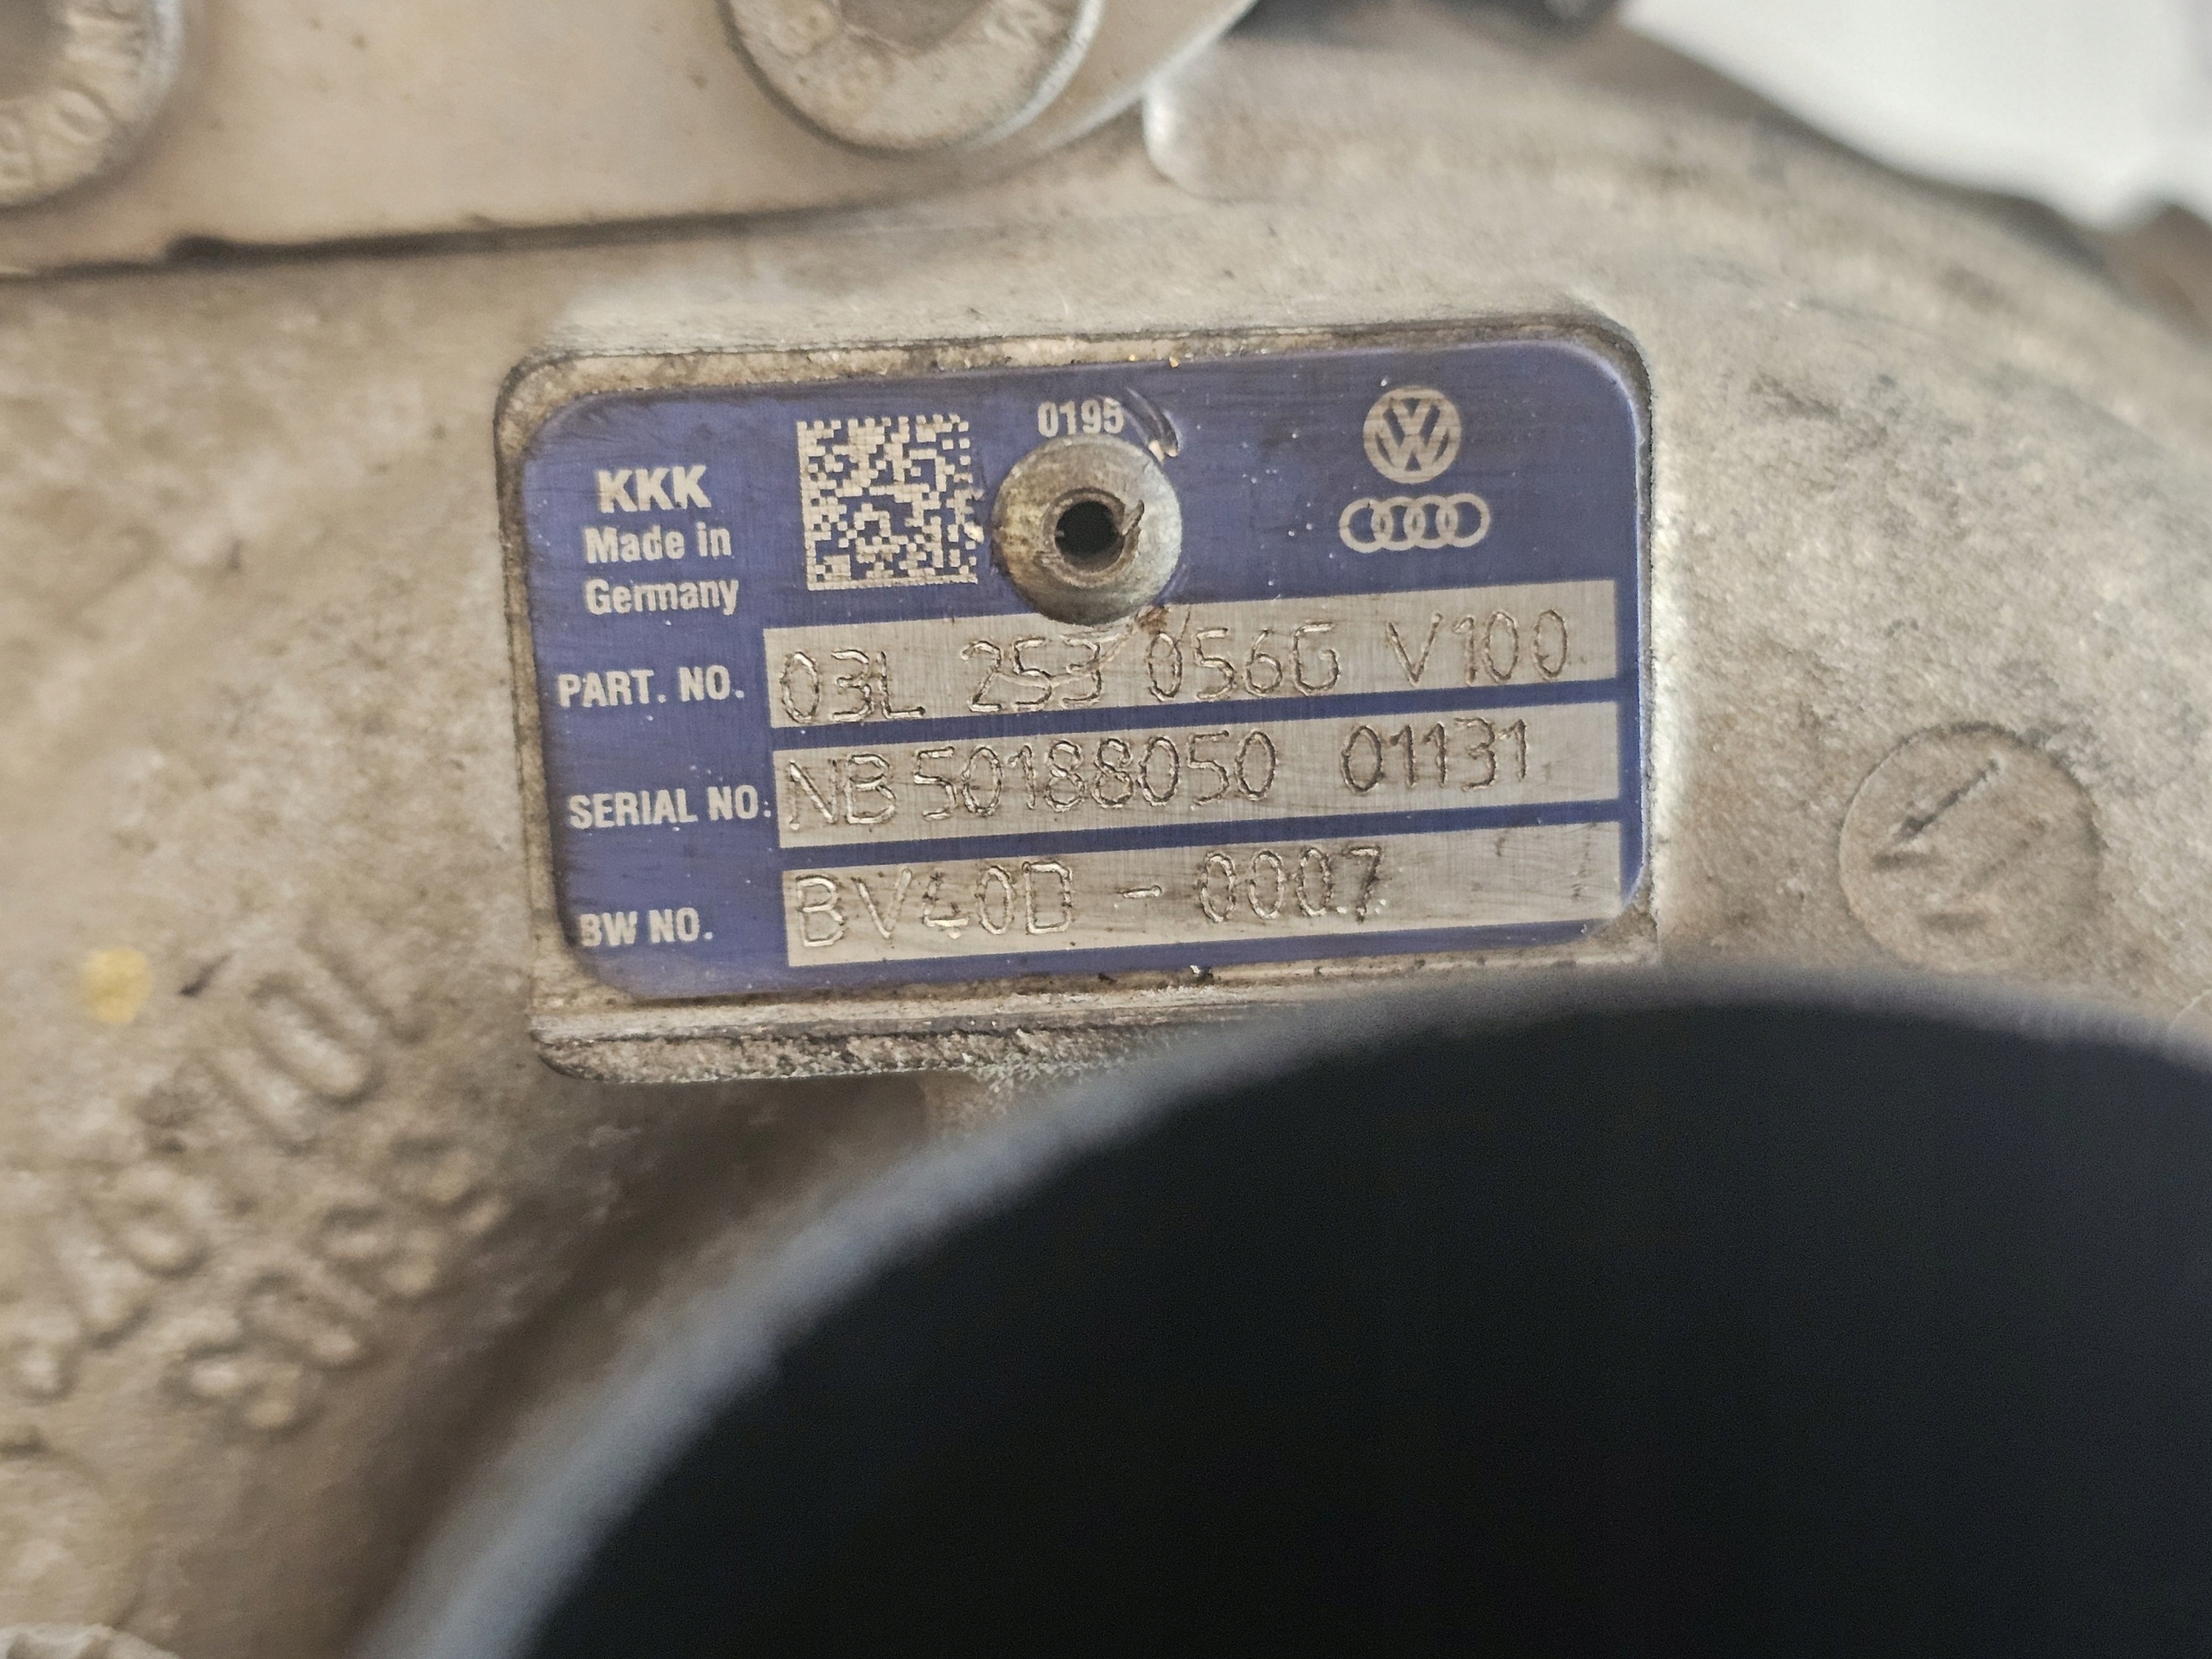 0195
KKK
Made in
Germany
PART. NO. 03L 253 056G V100
SERIAL NO: NB 50188050 01131
BW NO. BV40D - 0007